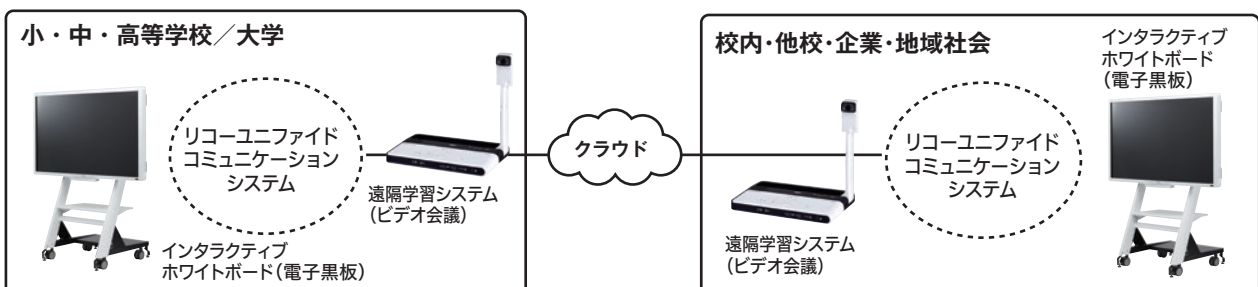 小・中・高等学校／大学
リコーユニファイド
コミュニケーション
システム
遠隔学習システム
（ビデオ会議）
インタラクティブ
ホワイトボード（電子黒板）
クラウド
校内・他校・企業・地域社会
インタラクティブ
ホワイトボード
（電子黒板）
リコーユニファイド
コミュニケーション
システム
遠隔学習システム
（ビデオ会議）